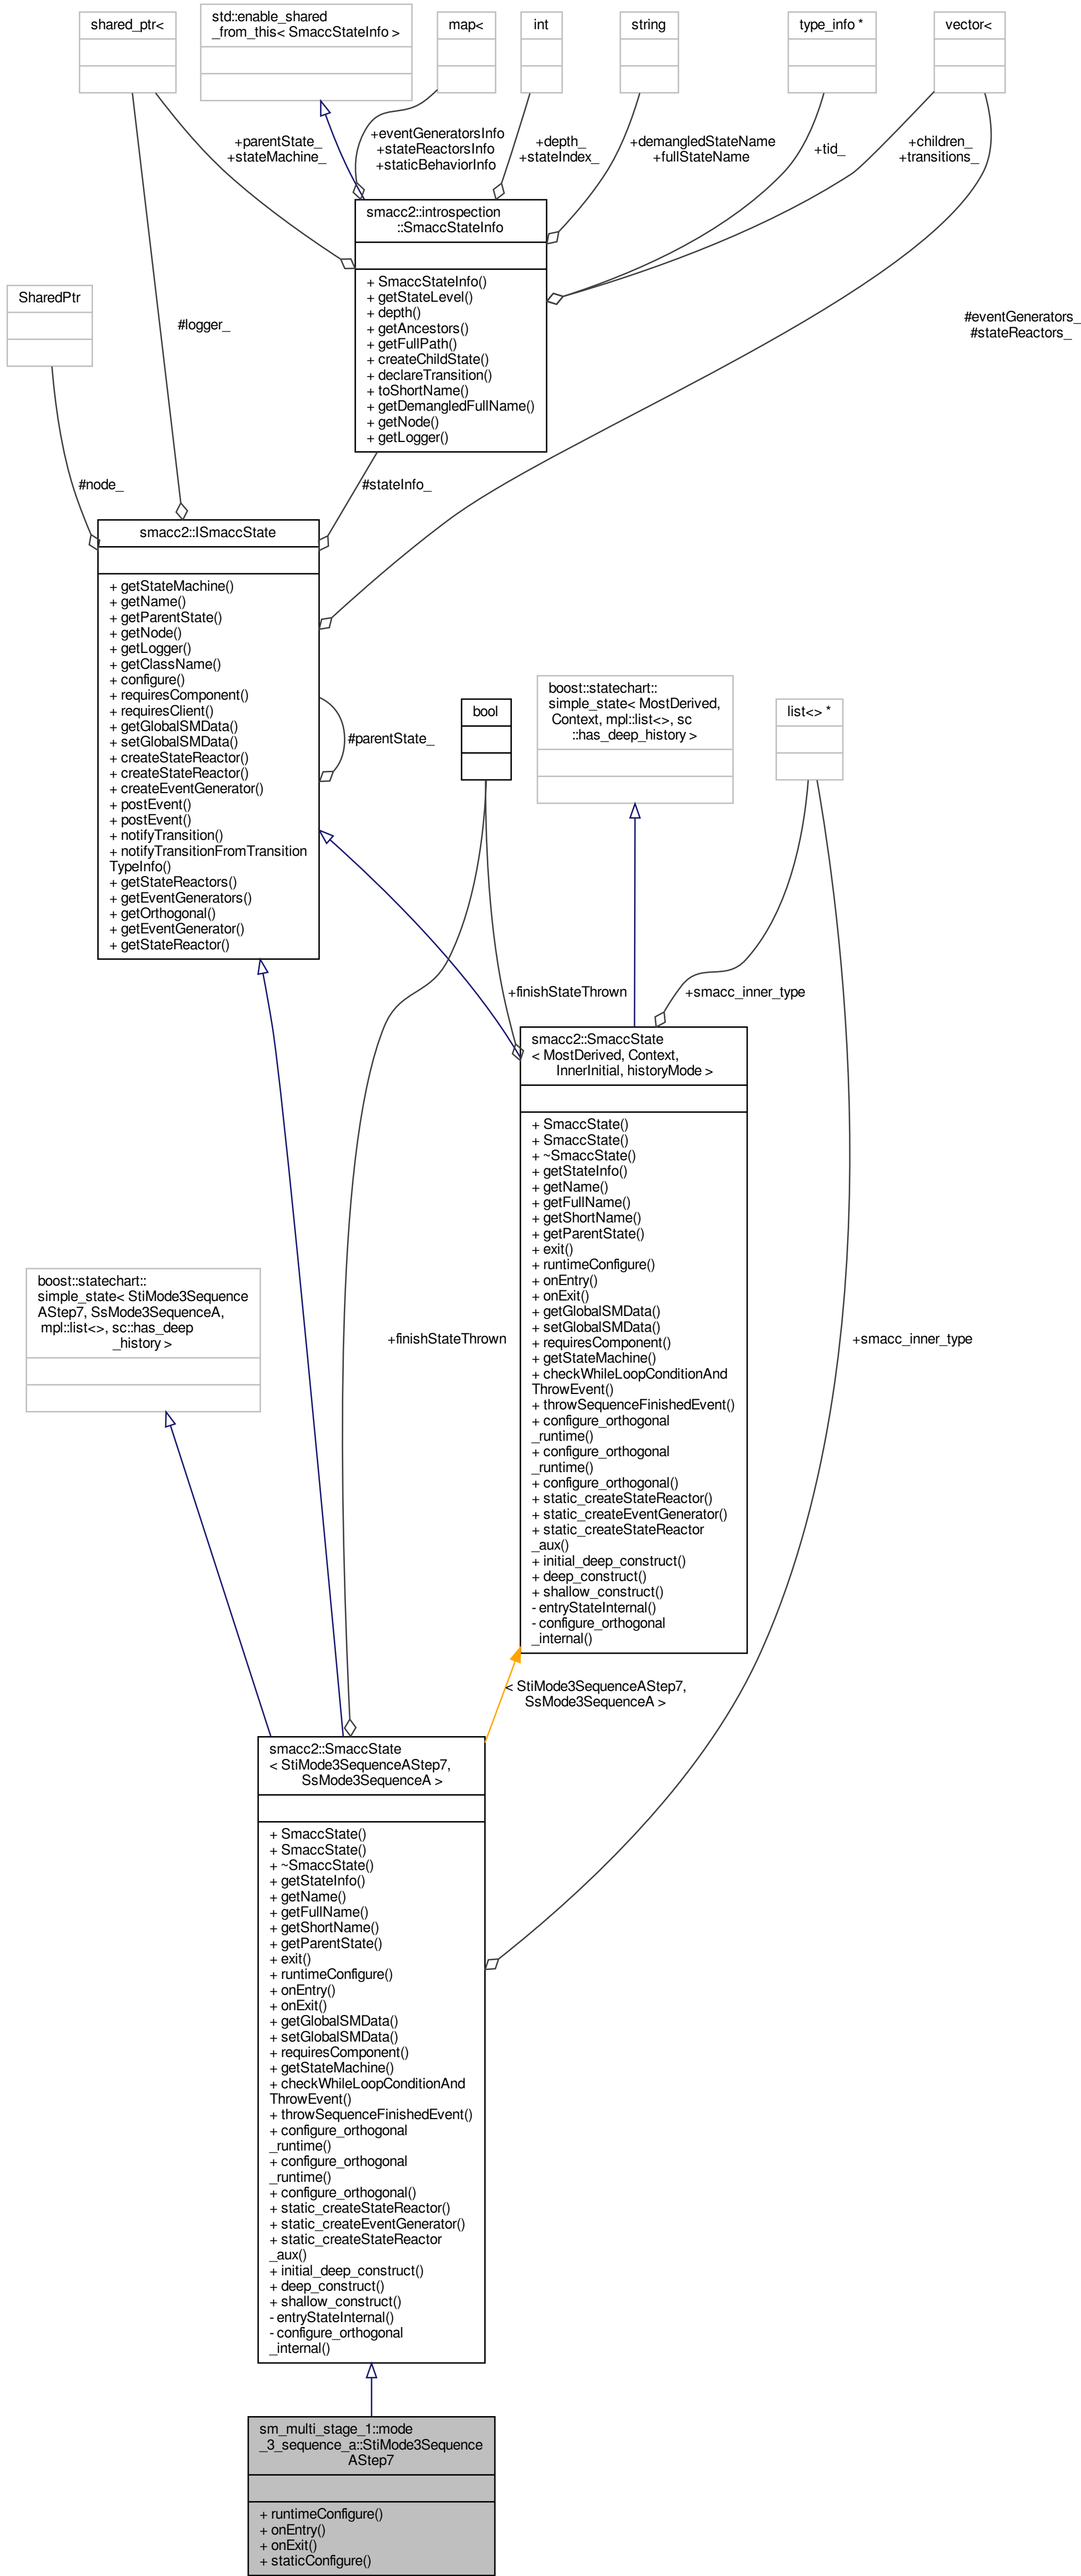 shared_ptr<
std::enable_shared
_from_this< SmaccStateInfo >
map<
int
string
type_info *
vector<
+parentState_
+stateMachine_
+eventGeneratorsInfo
+stateReactorsInfo
+staticBehaviorInfo
+depth_
+stateIndex_
+demangledStateName
+fullStateName
+tid_
+children_
+transitions_
smacc2::introspection
::SmaccStateInfo
+ SmaccStateInfo()
+ getStateLevel()
+ depth()
+ getAncestors()
+ getFullPath()
+ createChildState()
+ declareTransition()
+ toShortName()
+ getDemangledFullName()
+ getNode()
+ getLogger()
SharedPtr
#logger_
#eventGenerators_
#stateReactors_
#node_
#stateInfo_
smacc2::ISmaccState
+ getStateMachine()
+ getName()
+ getParentState()
+ getNode()
+ getLogger()
+ getClassName()
+ configure()
+ requiresComponent()
+ requiresClient()
+ getGlobalSMData()
+ setGlobalSMData()
+ createStateReactor()
+ createStateReactor()
+ createEventGenerator()
+ postEvent()
+ postEvent()
+ notifyTransition()
+ notifyTransitionFromTransition
TypeInfo()
+ getStateReactors()
+ getEventGenerators()
+ getOrthogonal()
+ getEventGenerator()
+ getStateReactor()
#parentState_
bool
boost::statechart::
simple_state< MostDerived,
Context, mpl::list<>, sc
::has_deep_history >
list<> *
+finishStateThrown
+smacc_inner_type
smacc2::SmaccState
< MostDerived, Context,
InnerInitial, historyMode >
+ SmaccState()
+ SmaccState()
+ ~SmaccState()
+ getStateInfo()
+ getName()
+ getFullName()
+ getShortName()
+ getParentState()
+ exit()
+ runtimeConfigure()
+ onEntry()
+ onExit()
+ getGlobalSMData()
+ setGlobalSMData()
+ requiresComponent()
+ getStateMachine()
+ checkWhileLoopConditionAnd
ThrowEvent()
+ throwSequenceFinishedEvent()
+ configure_orthogonal
_runtime()
+ configure_orthogonal
_runtime()
+ configure_orthogonal()
+ static_createStateReactor()
+ static_createEventGenerator()
+ static_createStateReactor
_aux()
+ initial_deep_construct()
+ deep_construct()
+ shallow_construct()
- entryStateInternal()
- configure_orthogonal
_internal()
boost::statechart::
simple_state< StiMode3Sequence
AStep7, SsMode3SequenceA,
mpl::list<>, sc::has_deep
_history >
+finishStateThrown
+smacc_inner_type
< StiMode3SequenceAStep7,
SsMode3SequenceA >
smacc2::SmaccState
< StiMode3SequenceAStep7,
SsMode3SequenceA >
+ SmaccState()
+ SmaccState()
+ ~SmaccState()
+ getStateInfo()
+ getName()
+ getFullName()
+ getShortName()
+ getParentState()
+ exit()
+ runtimeConfigure()
+ onEntry()
+ onExit()
+ getGlobalSMData()
+ setGlobalSMData()
+ requiresComponent()
+ getStateMachine()
+ checkWhileLoopConditionAnd
ThrowEvent()
+ throwSequenceFinishedEvent()
+ configure_orthogonal
_runtime()
+ configure_orthogonal
_runtime()
+ configure_orthogonal()
+ static_createStateReactor()
+ static_createEventGenerator()
+ static_createStateReactor
_aux()
+ initial_deep_construct()
+ deep_construct()
+ shallow_construct()
- entryStateInternal()
- configure_orthogonal
_internal()
sm_multi_stage_1::mode
_3_sequence_a::StiMode3Sequence
AStep7
+ runtimeConfigure()
+ onEntry()
+ onExit()
+ staticConfigure()